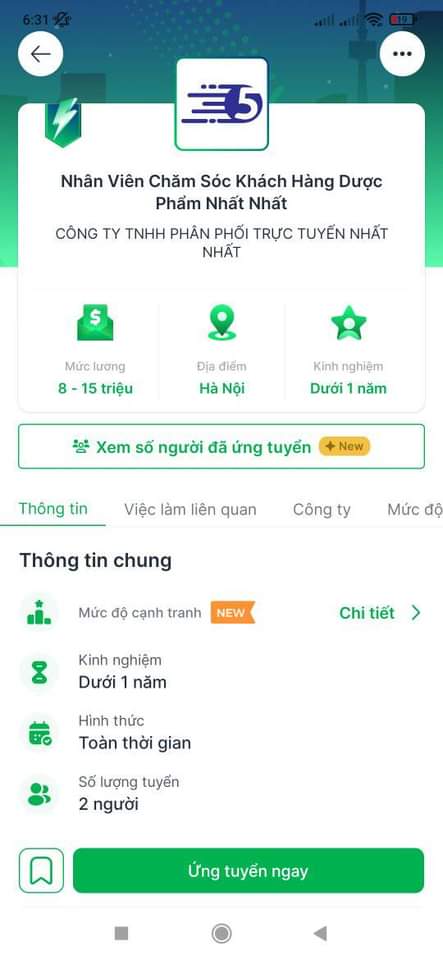 6:31
19
5
Nhân Viên Chăm Sóc Khách Hàng Dược
Phẩm Nhất Nhất
CÔNG TY TNHH PHÂN PHỐI TRỰC TUYẾN NHẤT
NHẤT
Mức lương
8 - 15 triệu
Địa điểm
Hà Nội
Kinh nghiệm
Dưới 1 năm
Xem số người đã ứng tuyển New
Thông tin Việc làm liên quan Công ty Mức độ
Thông tin chung
Mức độ cạnh tranh NEW Chi tiết
Kinh nghiệm
Dưới 1 năm
Hình thức
Toàn thời gian
Số lượng tuyển
2 người
Ứng tuyển ngay